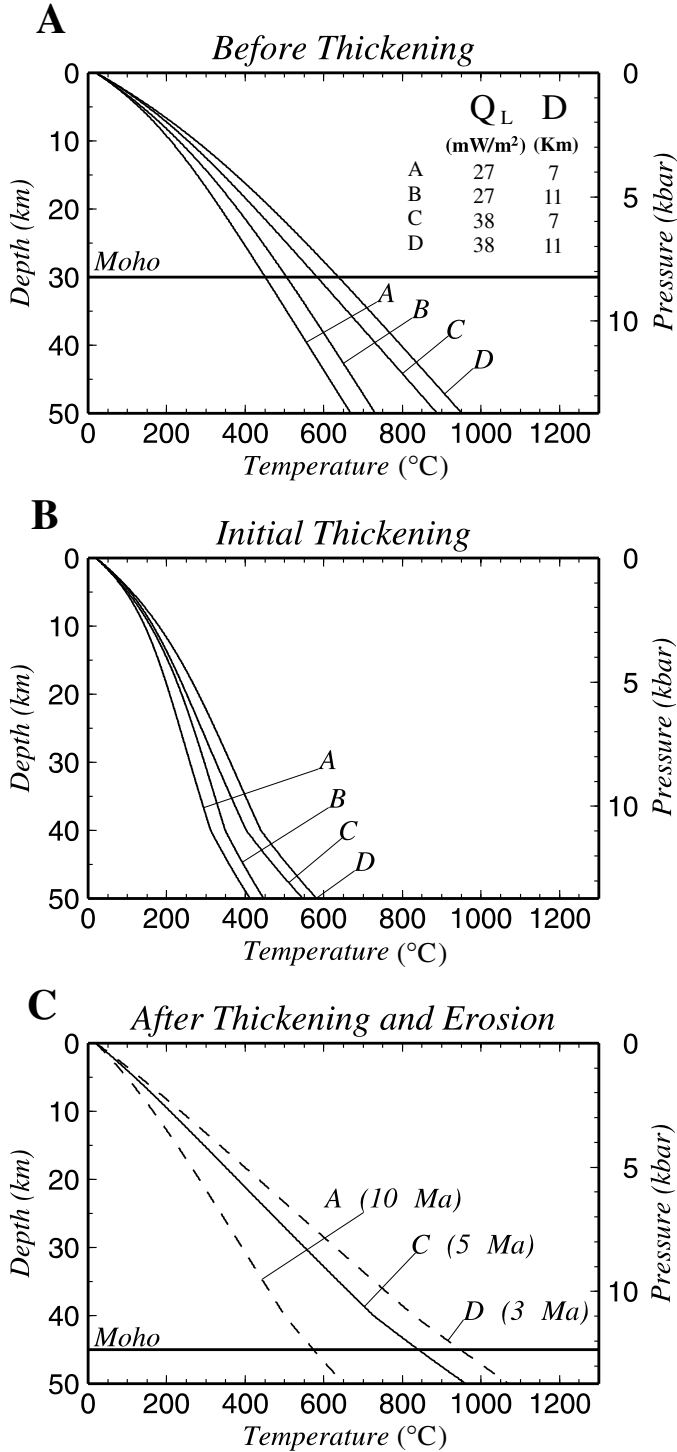 A
Before Thickening
0
10
20
30
40
50
Depth (km)
Q L D
(mW/m²) (Km)
A 27 7
B 27 11
C 38 7
D 38 11
Moho
A
B
C
D
0
5
10
Pressure (kbar)
0 200 400 600 800 1000 1200
Temperature (°C)
B
Initial Thickening
0
10
20
30
40
50
Depth (km)
A
B
C
D
0
5
10
Pressure (kbar)
0 200 400 600 800 1000 1200
Temperature (°C)
C
After Thickening and Erosion
0
10
20
30
40
50
Depth (km)
A (10 Ma)
C (5 Ma)
D (3 Ma)
Moho
0
5
10
Pressure (kbar)
0 200 400 600 800 1000 1200
Temperature (°C)